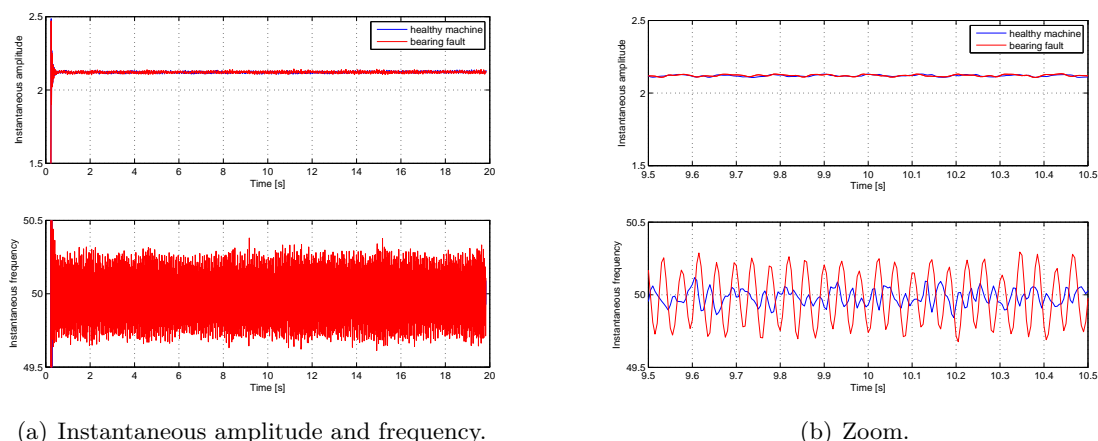 2.5
healthy machine
bearing fault
Instantaneous amplitude
2
1.5
0 2 4 6 8 10 12 14 16 18 20
Time [s]
50.5
Instantaneous frequency
50
49.5
0 2 4 6 8 10 12 14 16 18 20
Time [s]
(a) Instantaneous amplitude and frequency.
2.5
healthy machine
bearing fault
Instantaneous amplitude
2
1.5
9.5 9.6 9.7 9.8 9.9 10 10.1 10.2 10.3 10.4 10.5
Time [s]
50.5
Instantaneous frequency
50
49.5
9.5 9.6 9.7 9.8 9.9 10 10.1 10.2 10.3 10.4 10.5
Time [s]
(b) Zoom.